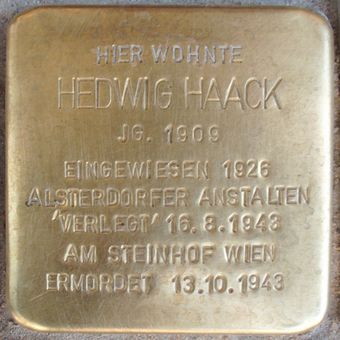 HIER WOHNTE
HEDWIG HAACK
JG. 1909
EINGEWIESEN 1926
ALSTERDORFER ANSTALTEN
'VERLEGT' 16.8.1943
AM STEINHOF WIEN
ERMORDET 13.10.1943